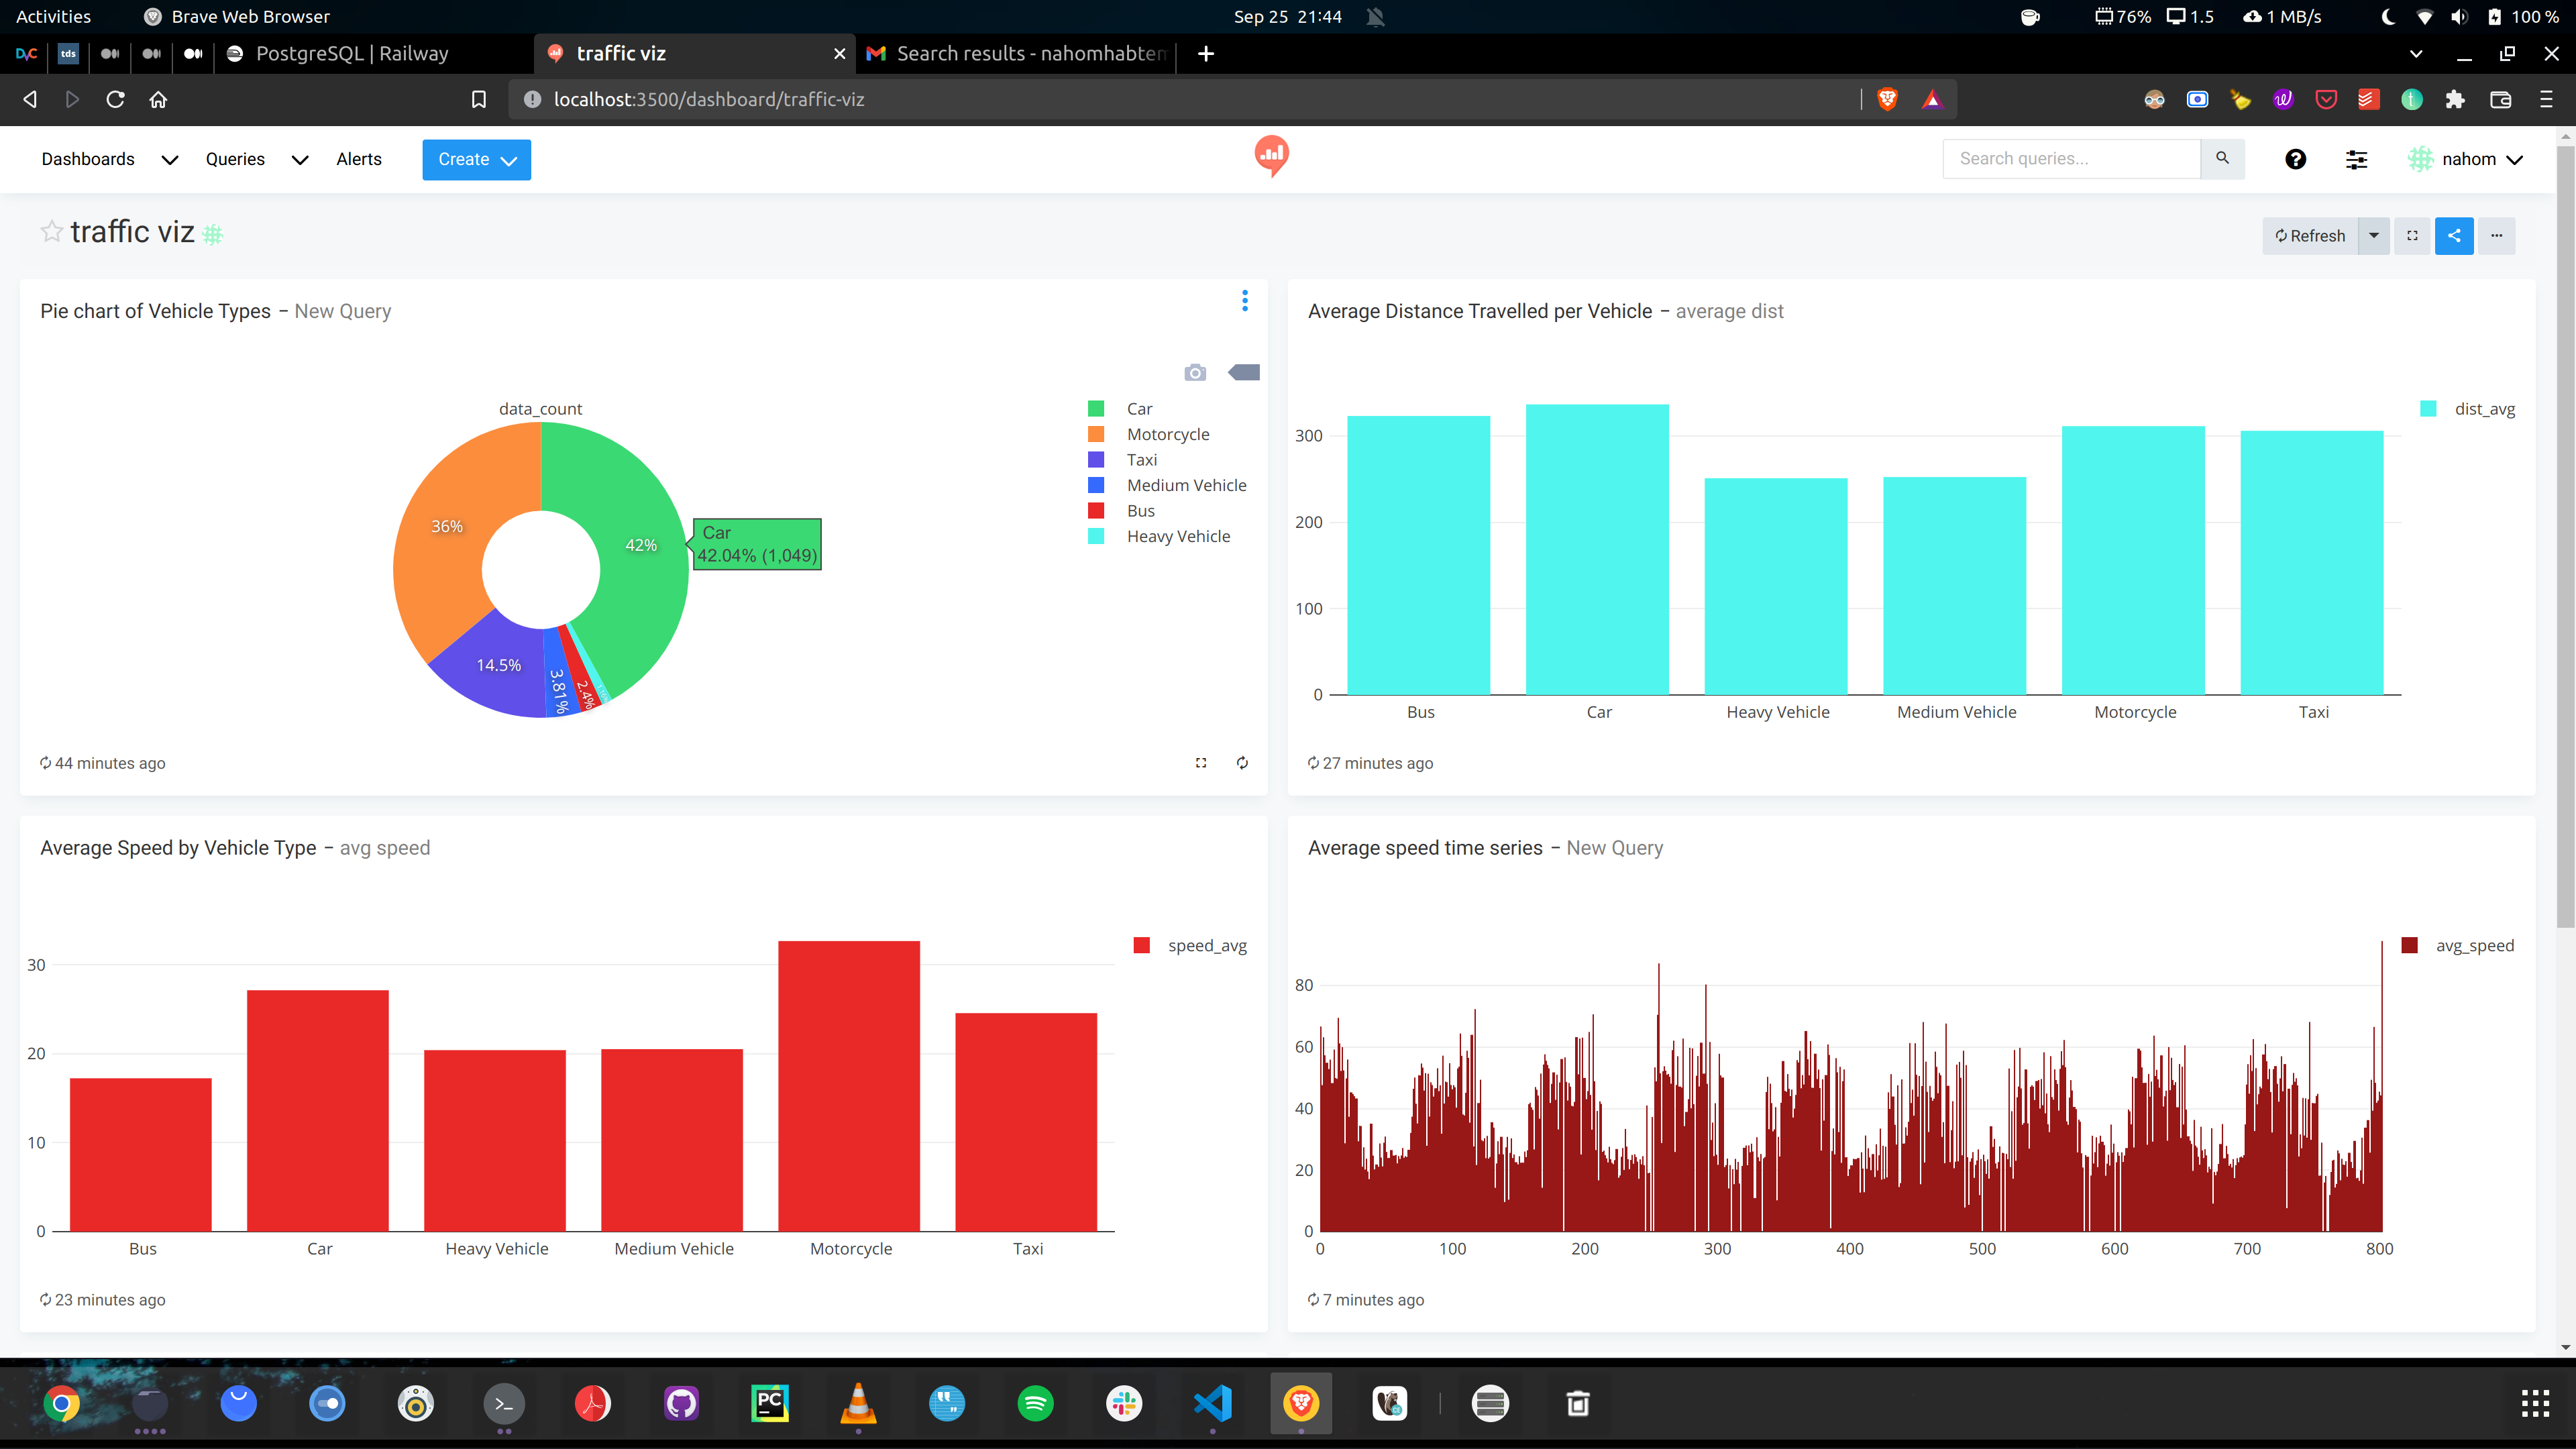 Activities Brave Web Browser Sep 25 21:44 76% 1.5 1 MB/s 100 %
DVC tds PostgreSQL | Railway traffic viz Search results - nahomhabtem
localhost:3500/dashboard/traffic-viz
Dashboards Queries Alerts Create Search queries... nahom
traffic viz Refresh
Pie chart of Vehicle Types – New Query
data_count
Car
Motorcycle
Taxi
Medium Vehicle
Bus
Heavy Vehicle
36%
42%
Car
42.04% (1,049)
14.5%
3.81%
2.4%
44 minutes ago
Average Distance Travelled per Vehicle – average dist
dist_avg
300
200
100
0
Bus Car Heavy Vehicle Medium Vehicle Motorcycle Taxi
27 minutes ago
Average Speed by Vehicle Type – avg speed
speed_avg
30
20
10
0
Bus Car Heavy Vehicle Medium Vehicle Motorcycle Taxi
23 minutes ago
Average speed time series – New Query
avg_speed
80
60
40
20
0
0 100 200 300 400 500 600 700 800
7 minutes ago
PC